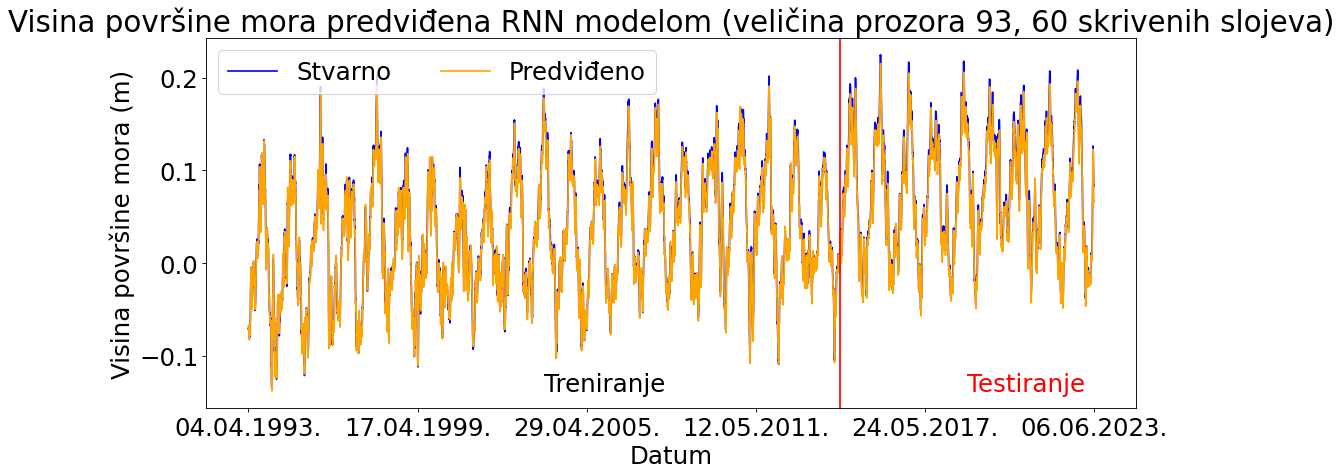 Visina površine mora predviđena RNN modelom (veličina prozora 93, 60 skrivenih slojeva)
Stvarno Predviđeno
Visina površine mora (m)
0.2
0.1
0.0
−0.1
Treniranje Testiranje
04.04.1993. 17.04.1999. 29.04.2005. 12.05.2011. 24.05.2017. 06.06.2023.
Datum